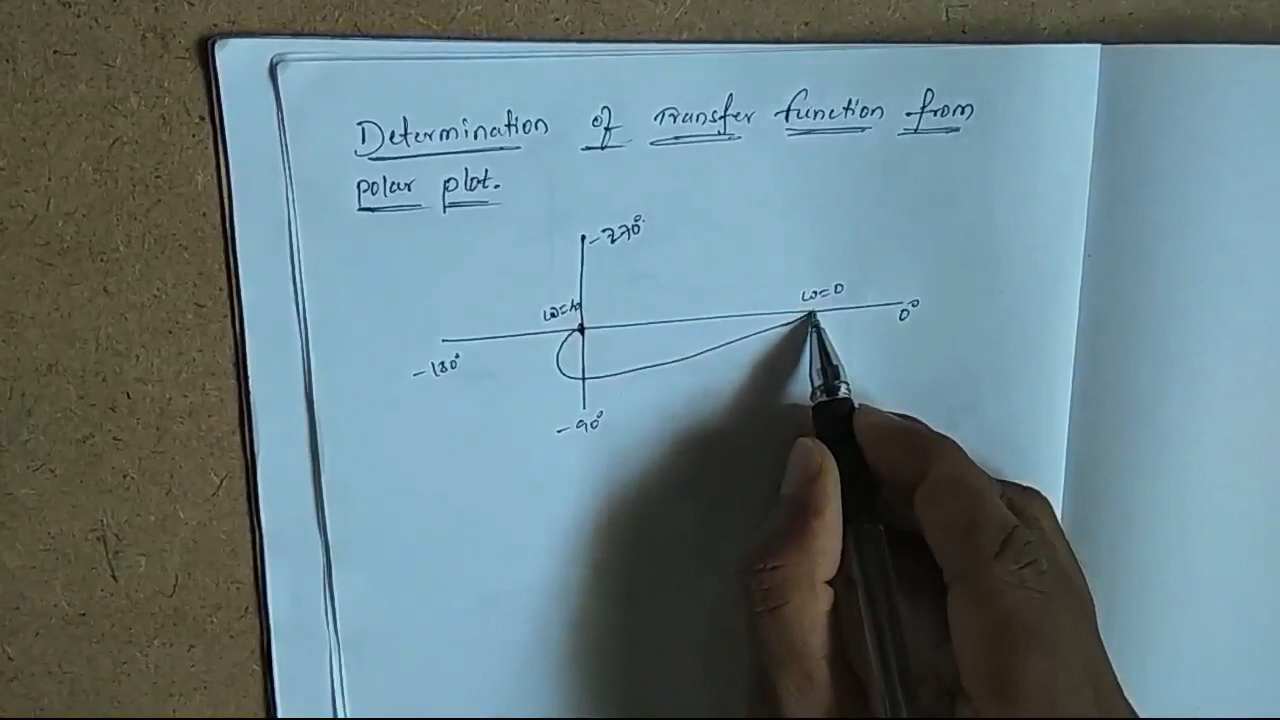 Determination of Transfer function from
polar plot.
-270°
ω=∞
ω=0
0°
-180°
-90°